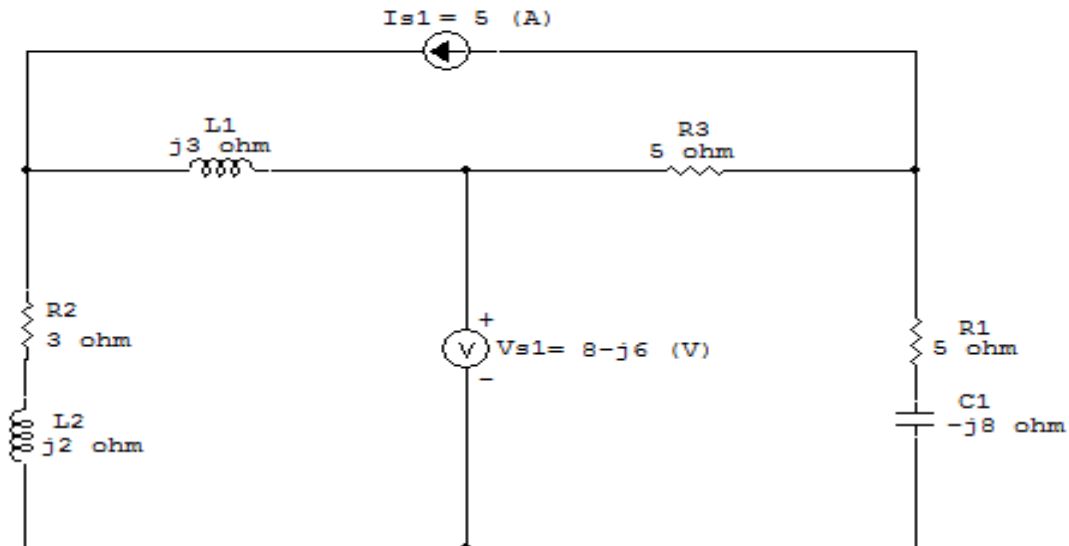 Is1 = 5 (A)
L1
j3 ohm
R3
5 ohm
R2
3 ohm
+
V
Vs1= 8-j6 (V)
-
R1
5 ohm
L2
j2 ohm
C1
-j8 ohm